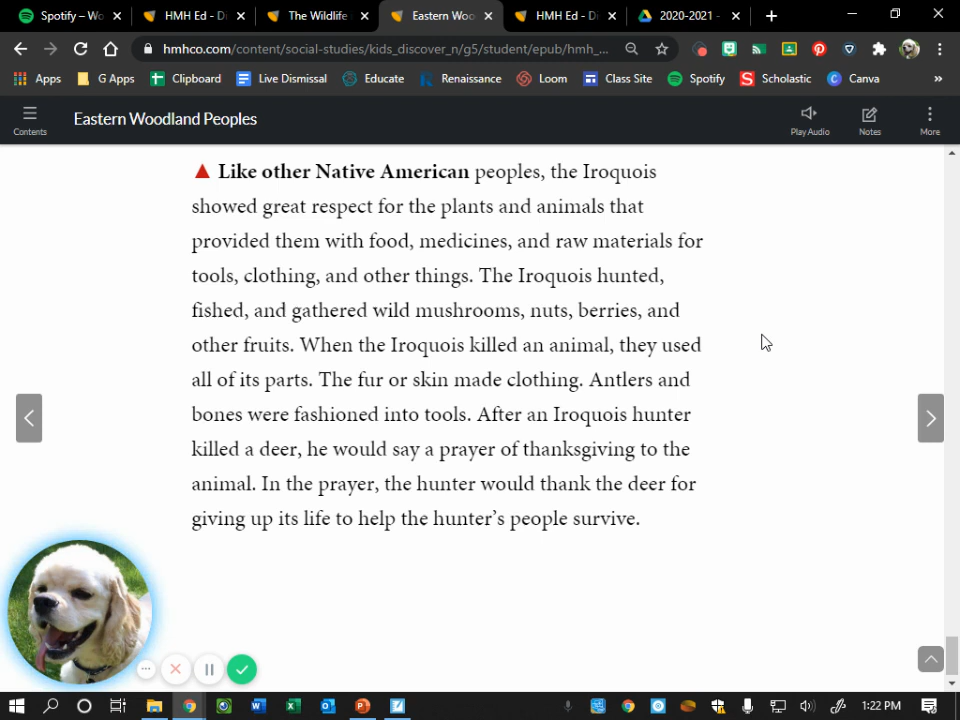 Spotify – Wo
HMH Ed - Di
The Wildlife
Eastern Woo
HMH Ed - Di
2020-2021 -
hmhco.com/content/social-studies/kids_discover_n/g5/student/epub/hmh_...
Apps
G Apps
Clipboard
Live Dismissal
Educate
Renaissance
Loom
Class Site
Spotify
Scholastic
Canva
»
Contents
Eastern Woodland Peoples
Play Audio
Notes
More
Like other Native American peoples, the Iroquois
showed great respect for the plants and animals that
provided them with food, medicines, and raw materials for
tools, clothing, and other things. The Iroquois hunted,
fished, and gathered wild mushrooms, nuts, berries, and
other fruits. When the Iroquois killed an animal, they used
all of its parts. The fur or skin made clothing. Antlers and
bones were fashioned into tools. After an Iroquois hunter
killed a deer, he would say a prayer of thanksgiving to the
animal. In the prayer, the hunter would thank the deer for
giving up its life to help the hunter's people survive.
1:22 PM